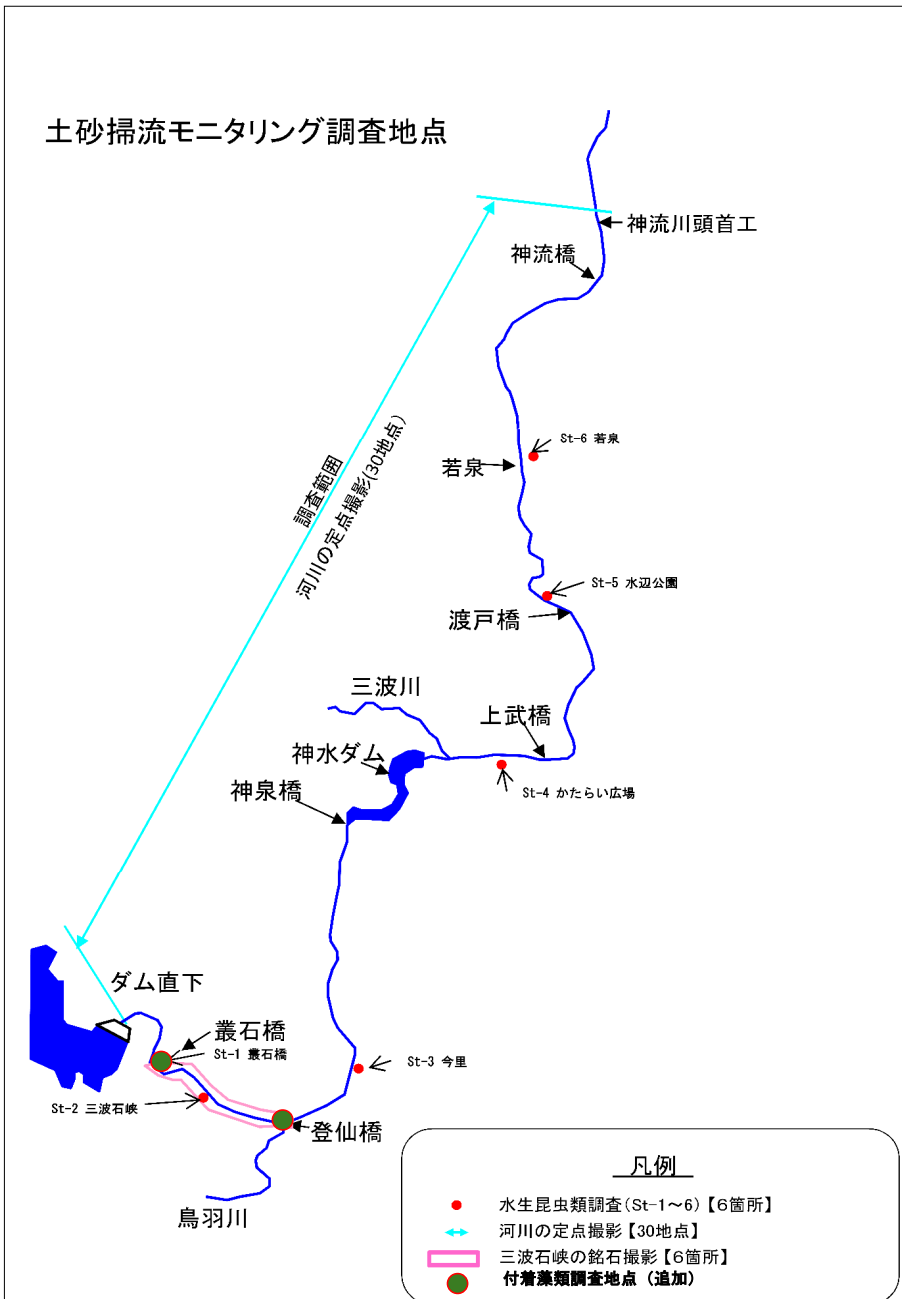 土砂掃流モニタリング調査地点
神流川頭首工
神流橋
調査範囲
河川の定点撮影(30地点)
St-6 若泉
若泉
St-5 水辺公園
渡戸橋
三波川
上武橋
神水ダム
神泉橋
St-4 かたらい広場
ダム直下
叢石橋
St-1 叢石橋
St-3 今里
St-2 三波石峡
登仙橋
鳥羽川
凡例
水生昆虫類調査(St-1～6)【6箇所】
河川の定点撮影【30地点】
三波石峡の銘石撮影【6箇所】
付着藻類調査地点（追加）